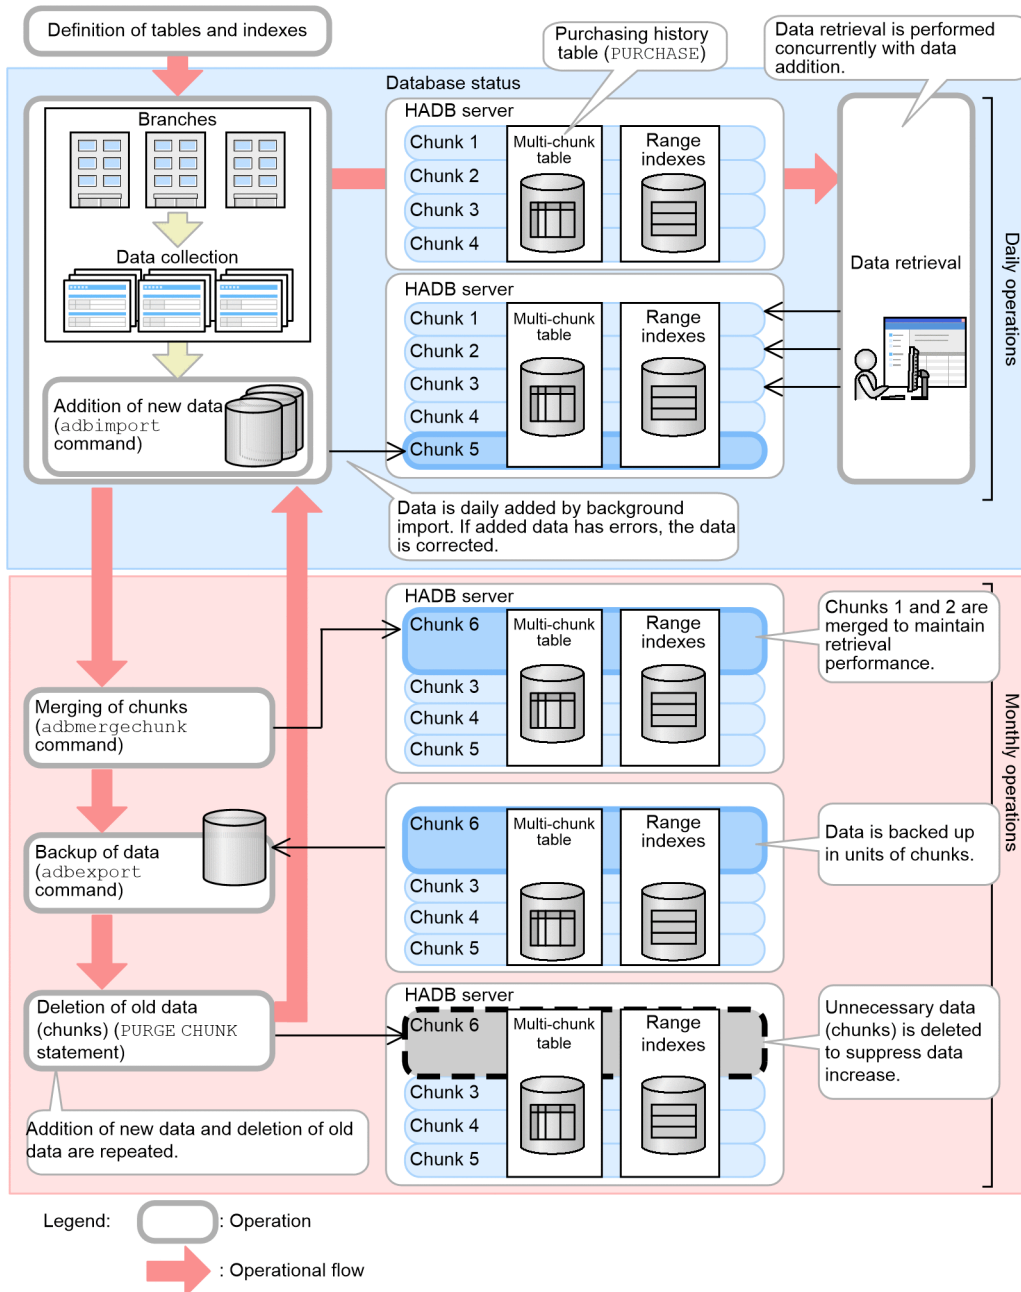 Definition of tables and indexes
Purchasing history
table (PURCHASE)
Data retrieval is performed
concurrently with data
addition.
Database status
Branches
Data collection
Addition of new data
(adbimport
command)
HADB server
Chunk 1
Chunk 2
Chunk 3
Chunk 4
Multi-chunk
table
Range
indexes
HADB server
Chunk 1
Chunk 2
Chunk 3
Chunk 4
Chunk 5
Multi-chunk
table
Range
indexes
Data retrieval
Daily operations
Data is daily added by background
import. If added data has errors, the data
is corrected.
HADB server
Chunk 6
Chunk 3
Chunk 4
Chunk 5
Multi-chunk
table
Range
indexes
Chunks 1 and 2 are
merged to maintain
retrieval
performance.
Monthly operations
Merging of chunks
(adbmergechunk
command)
Backup of data
(adbexport
command)
Chunk 6
Chunk 3
Chunk 4
Chunk 5
Multi-chunk
table
Range
indexes
Data is backed up
in units of chunks.
Deletion of old data
(chunks) (PURGE CHUNK
statement)
HADB server
Chunk 6
Chunk 3
Chunk 4
Chunk 5
Multi-chunk
table
Range
indexes
Unnecessary data
(chunks) is deleted
to suppress data
increase.
Addition of new data and deletion of old
data are repeated.
Legend:
: Operation
: Operational flow